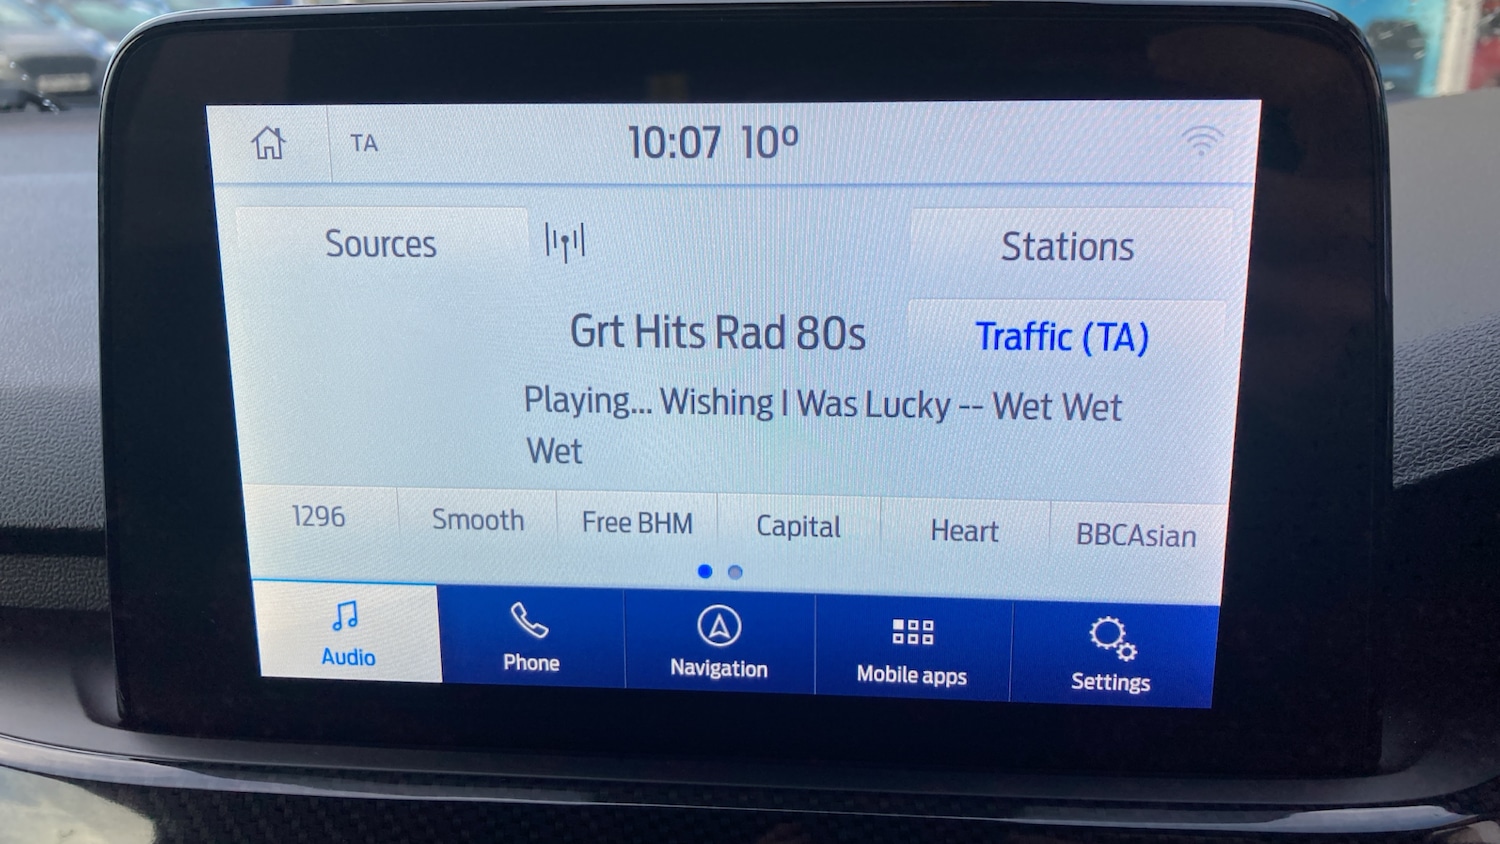 TA
10:07 10º
Sources
Stations
Grt Hits Rad 80s
Traffic (TA)
Playing... Wishing I Was Lucky -- Wet Wet
Wet
1296
Smooth
Free BHM
Capital
Heart
BBCAsian
Audio
Phone
Navigation
Mobile apps
Settings